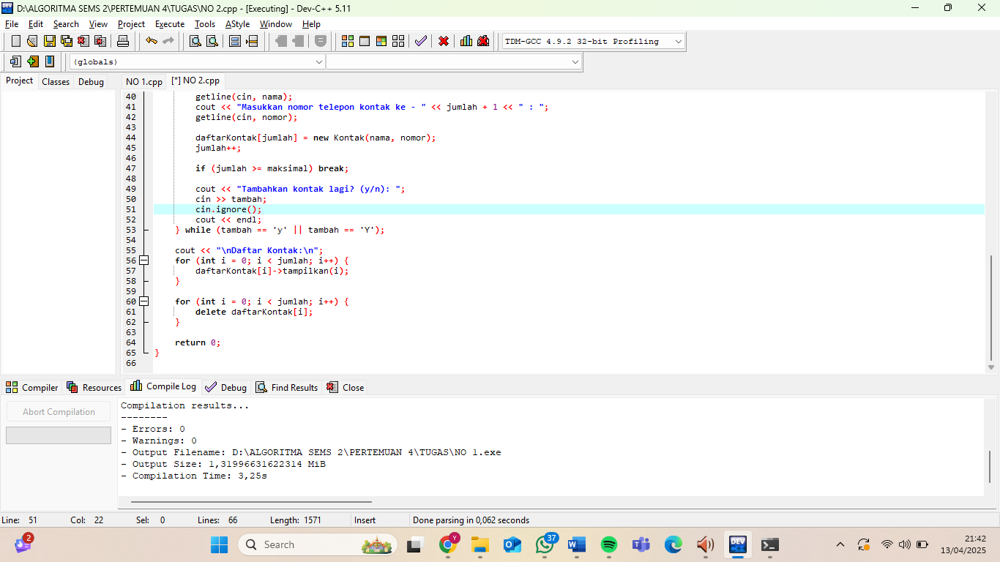 D:\ALGORITMA SEMS 2\PERTEMUAN 4\TUGAS\NO 2.cpp - [Executing] - Dev-C++ 5.11
File Edit Search View Project Execute Tools AStyle Window Help
TDM-GCC 4.9.2 32-bit Profiling
(globals)
Project Classes Debug NO 1.cpp [*] NO 2.cpp
40 getline(cin, nama);
41 cout << "Masukkan nomor telepon kontak ke - " << jumlah + 1 << " : ";
42 getline(cin, nomor);
43
44 daftarKontak[jumlah] = new Kontak(nama, nomor);
45 jumlah++;
46
47 if (jumlah >= maksimal) break;
48
49 cout << "Tambahkan kontak lagi? (y/n): ";
50 cin >> tambah;
51 cin.ignore();
52 cout << endl;
53 } while (tambah == 'y' || tambah == 'Y');
54
55 cout << "\nDaftar Kontak:\n";
56 for (int i = 0; i < jumlah; i++) {
57 daftarKontak[i]->tampilkan(i);
58 }
59
60 for (int i = 0; i < jumlah; i++) {
61 delete daftarKontak[i];
62 }
63
64 return 0;
65 }
66
Compiler Resources Compile Log Debug Find Results Close
Abort Compilation
Compilation results...
--------
- Errors: 0
- Warnings: 0
- Output Filename: D:\ALGORITMA SEMS 2\PERTEMUAN 4\TUGAS\NO 1.exe
- Output Size: 1,31996631622314 MiB
- Compilation Time: 3,25s
Line: 51 Col: 22 Sel: 0 Lines: 66 Length: 1571 Insert Done parsing in 0,062 seconds
2
Search
Y
37
DEV
21:42
13/04/2025